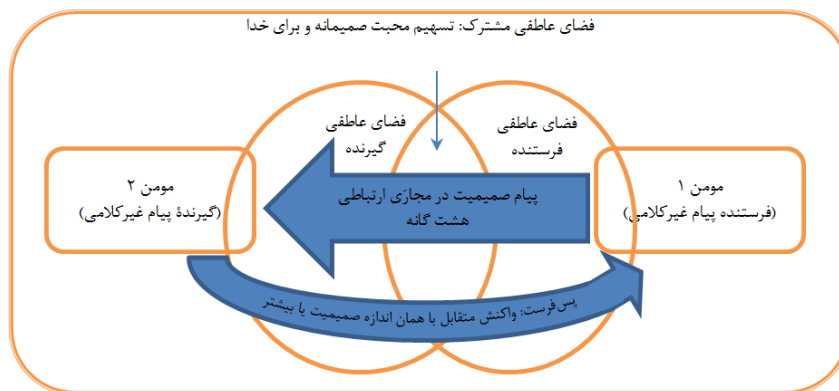 فضای عاطفی مشترک: تسهیم محبت صمیمانه و برای خدا
فضای عاطفی
فرستنده
فضای عاطفی
گیرنده
مومن ۱
(فرستنده پیام غیرکلامی)
پیام صمیمیت در مجازی ارتباطی
هشت گانه
مومن ۲
(گیرندۀ پیام غیرکلامی)
پس‌فرست: واکنش متقابل با همان اندازه صمیمیت یا بیشتر